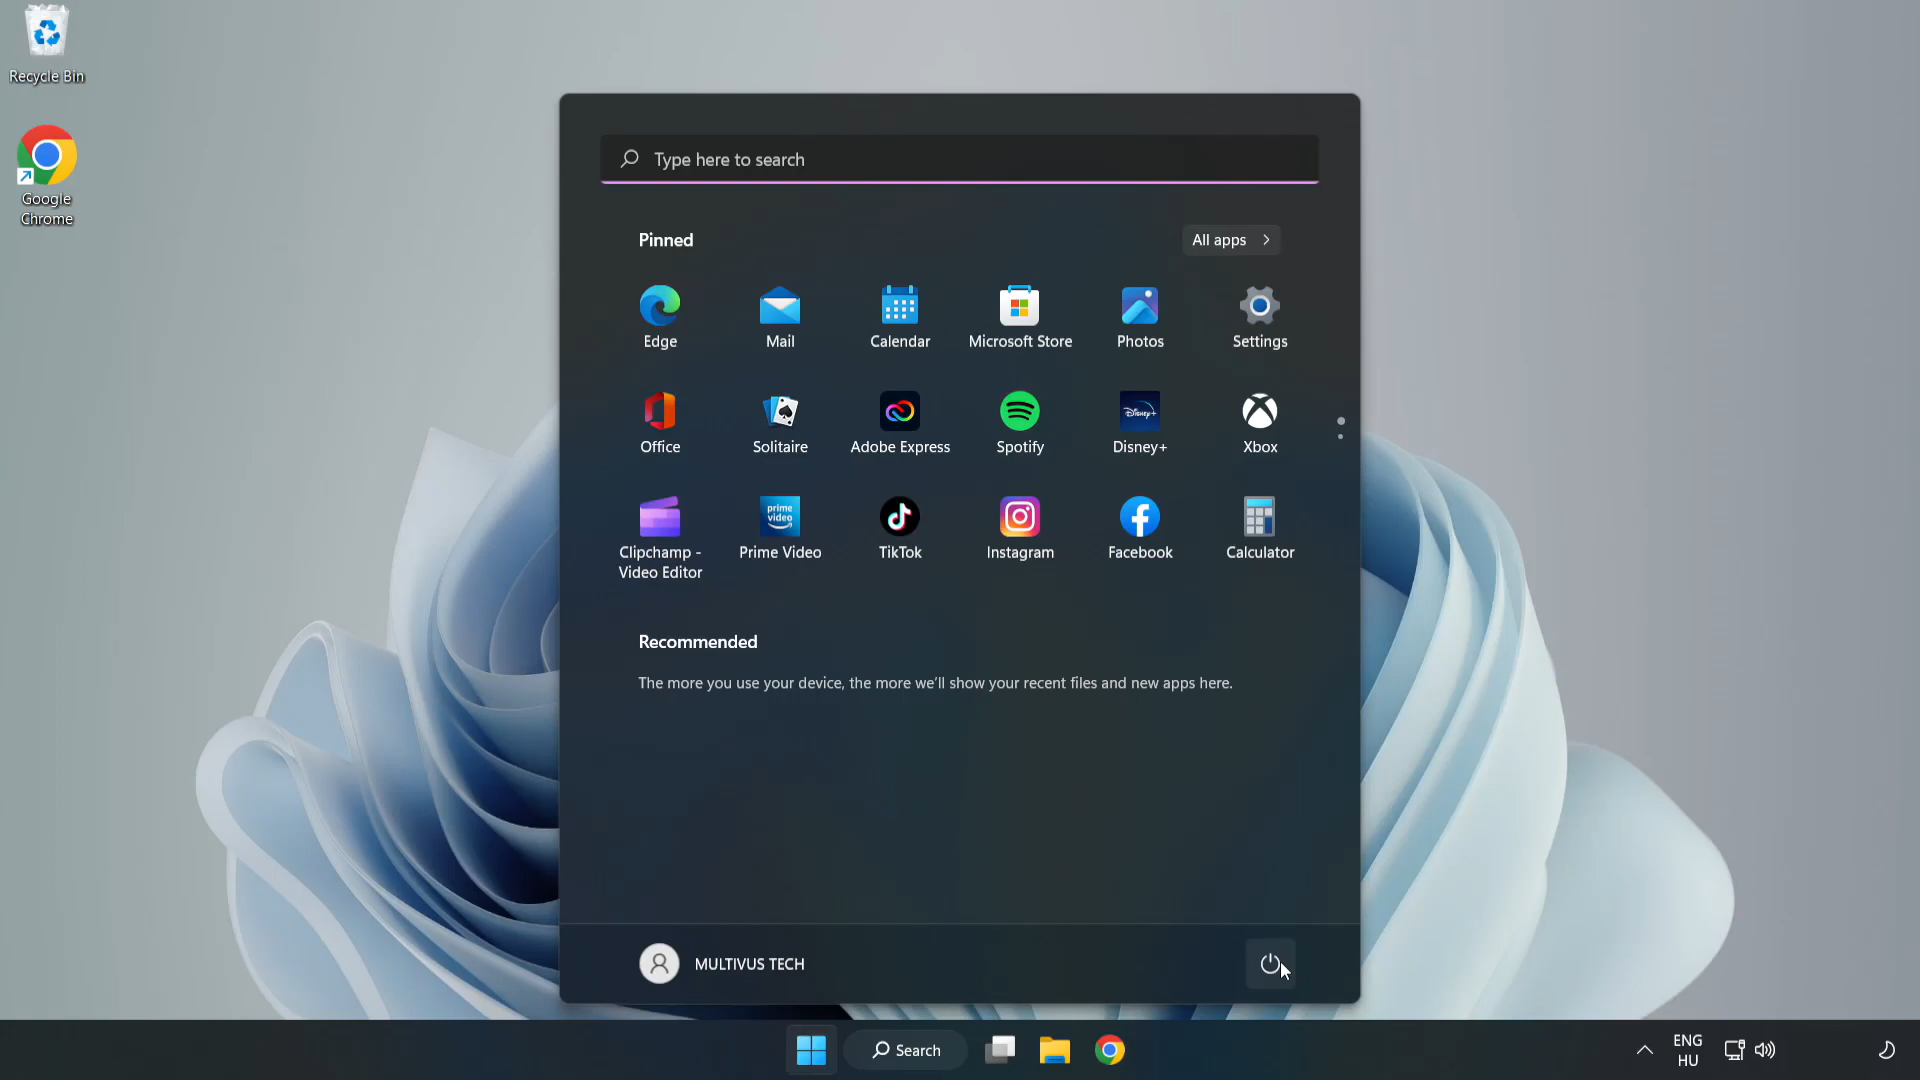 Recycle Bin
Google
Chrome
Type here to search
Pinned
All apps
Edge
Mail
Calendar
Microsoft Store
Photos
Settings
Office
Solitaire
Adobe Express
Spotify
Disney+
Disney+
Xbox
prime
video
Clipchamp -
Video Editor
Prime Video
TikTok
Instagram
Facebook
Calculator
Recommended
The more you use your device, the more we'll show your recent files and new apps here.
MULTIVUS TECH
Search
ENG
HU